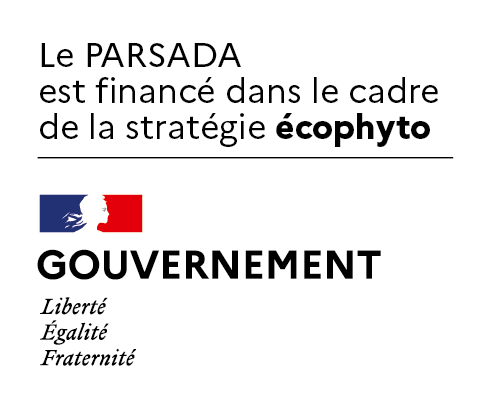 Le PARSADA
est financé dans le cadre
de la stratégie écophyto
GOUVERNEMENT
Liberté
Égalité
Fraternité